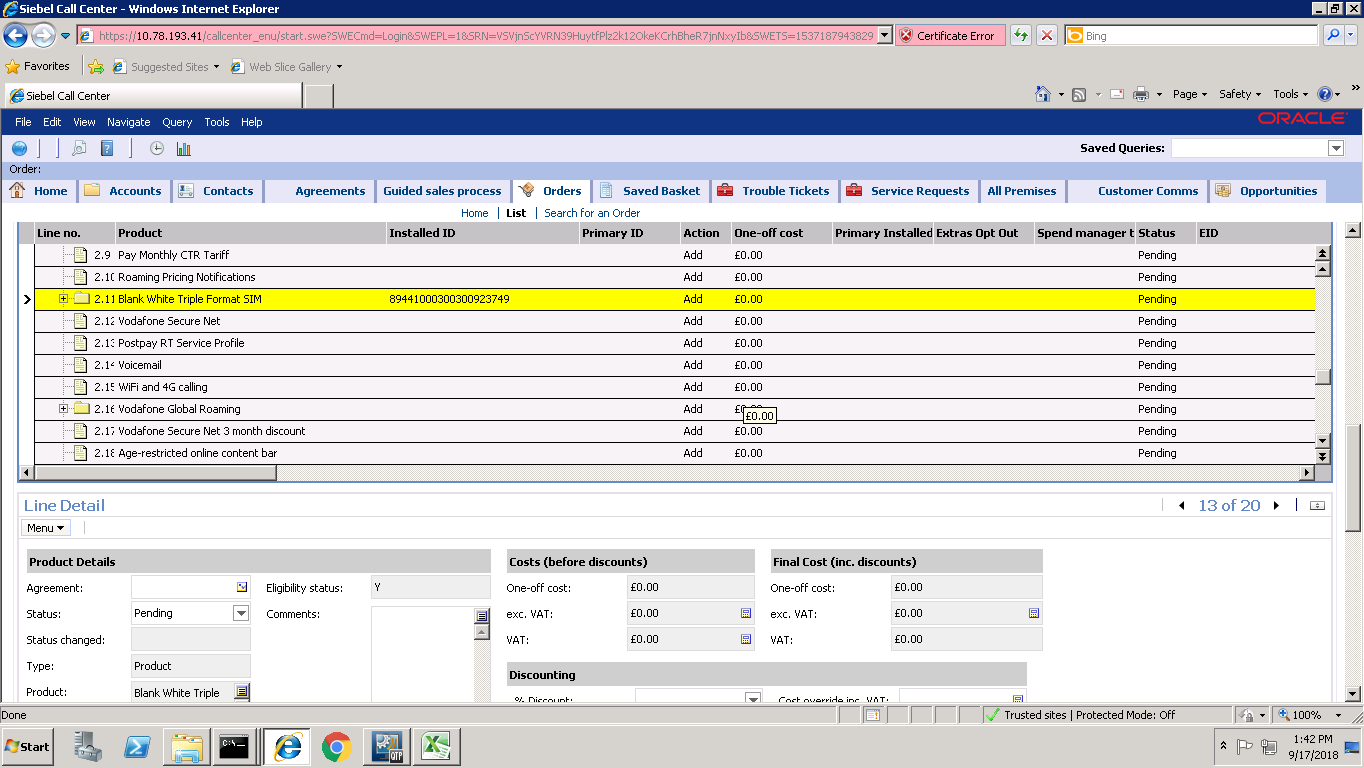 Siebel Call Center - Windows Internet Explorer
https://10.78.193.41/callcenter_enu/start.swe?SWECmd=Login&SWEPL=1&SRN=VSVjnScYVRN39HuytfPlz2k12OkeKCrhBheR7jnNxyIb&SWETS=1537187943829 Certificate Error Bing
Favorites Suggested Sites Web Slice Gallery
Siebel Call Center Page Safety Tools
File Edit View Navigate Query Tools Help ORACLE
Saved Queries:
Order:
Home Accounts Contacts Agreements Guided sales process Orders Saved Basket Trouble Tickets Service Requests All Premises Customer Comms Opportunities
Home List Search for an Order
Line no. Product Installed ID Primary ID Action One-off cost Primary Installed Extras Opt Out Spend manager t Status EID
2.9 Pay Monthly CTR Tariff Add £0.00 Pending
2.10 Roaming Pricing Notifications Add £0.00 Pending
2.11 Blank White Triple Format SIM 89441000300300923749 Add £0.00 Pending
2.12 Vodafone Secure Net Add £0.00 Pending
2.13 Postpay RT Service Profile Add £0.00 Pending
2.14 Voicemail Add £0.00 Pending
2.15 WiFi and 4G calling Add £0.00 Pending
2.16 Vodafone Global Roaming Add £0.00 Pending
£0.00
2.17 Vodafone Secure Net 3 month discount Add £0.00 Pending
2.18 Age-restricted online content bar Add £0.00 Pending
Line Detail 13 of 20
Menu
Product Details Costs (before discounts) Final Cost (inc. discounts)
Agreement: Eligibility status: Y One-off cost: £0.00 One-off cost: £0.00
Status: Pending Comments: exc. VAT: £0.00 exc. VAT: £0.00
Status changed: VAT: £0.00 VAT: £0.00
Type: Product
Discounting
Product: Blank White Triple
% Discount: Cost override inc. VAT:
Done Trusted sites | Protected Mode: Off 100%
Start QTP 1:42 PM
9/17/2018